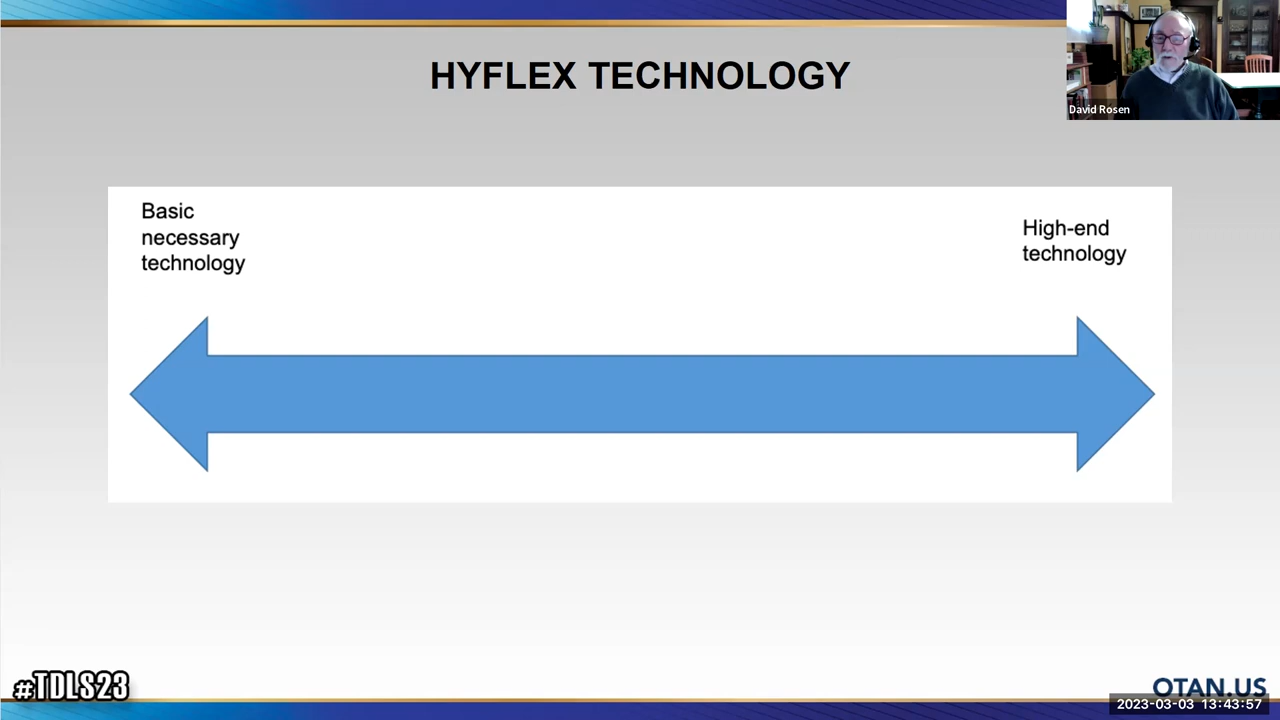 HYFLEX TECHNOLOGY
David Rosen
Basic
necessary
technology
High-end
technology
#TDLS23
OTAN.US
2023-03-03 13:43:57